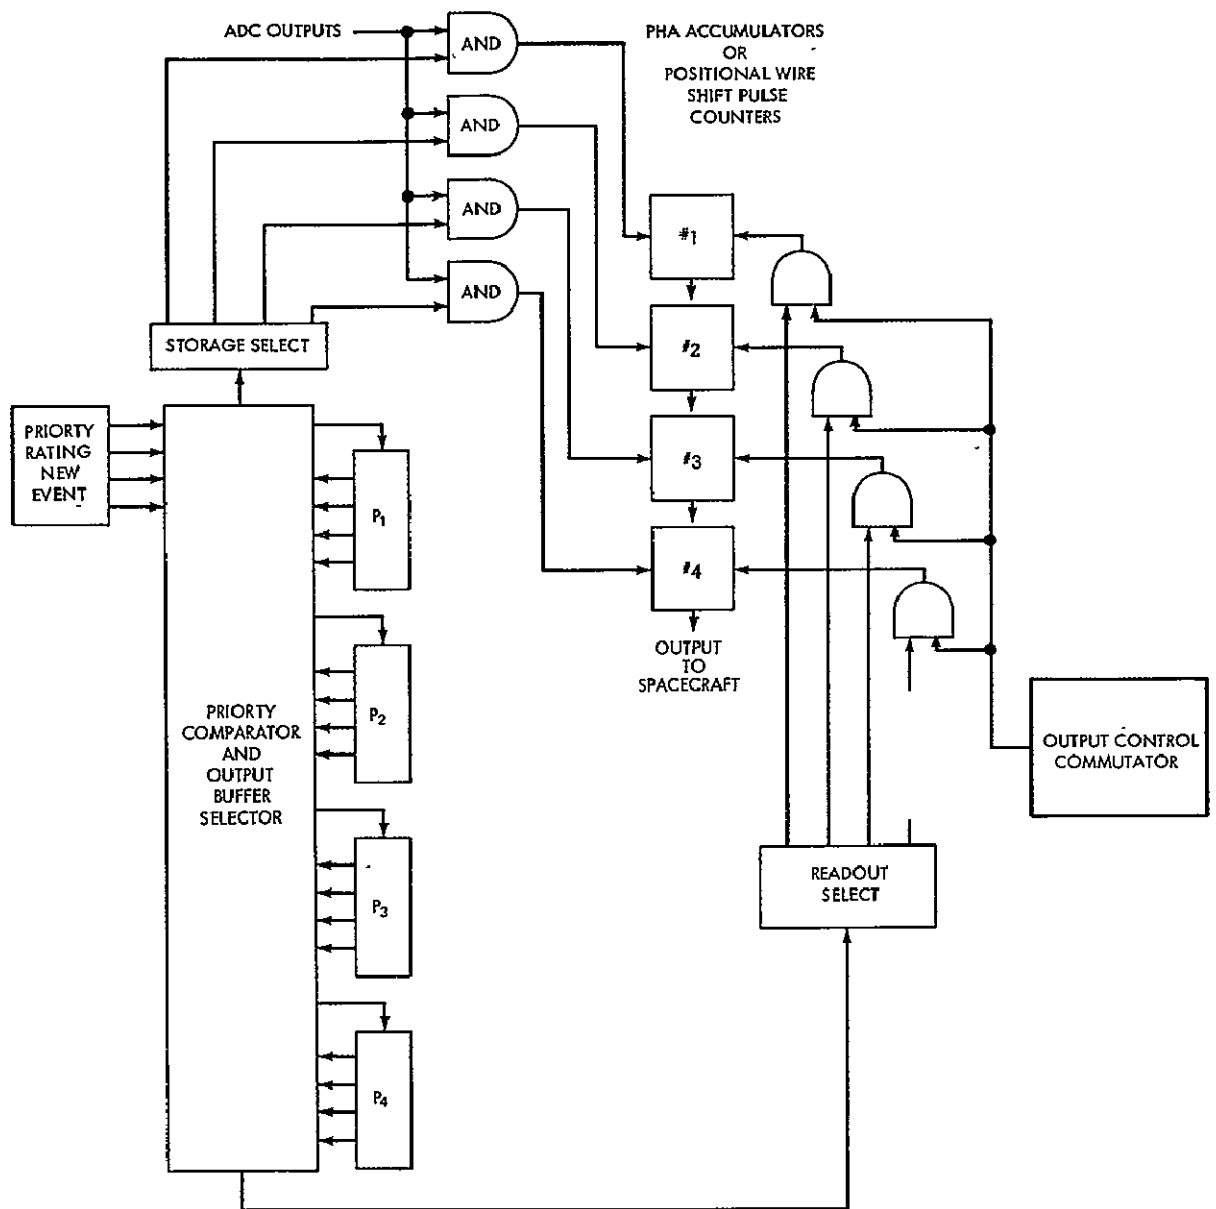 ADC OUTPUTS
AND
AND
AND
AND
PHA ACCUMULATORS
OR
POSITIONAL WIRE
SHIFT PULSE
COUNTERS
#1
#2
#3
#4
OUTPUT
TO
SPACECRAFT
STORAGE SELECT
PRIORTY
RATING
NEW
EVENT
PRIORTY
COMPARATOR
AND
OUTPUT
BUFFER
SELECTOR
P1
P2
P3
P4
OUTPUT CONTROL
COMMUTATOR
READOUT
SELECT